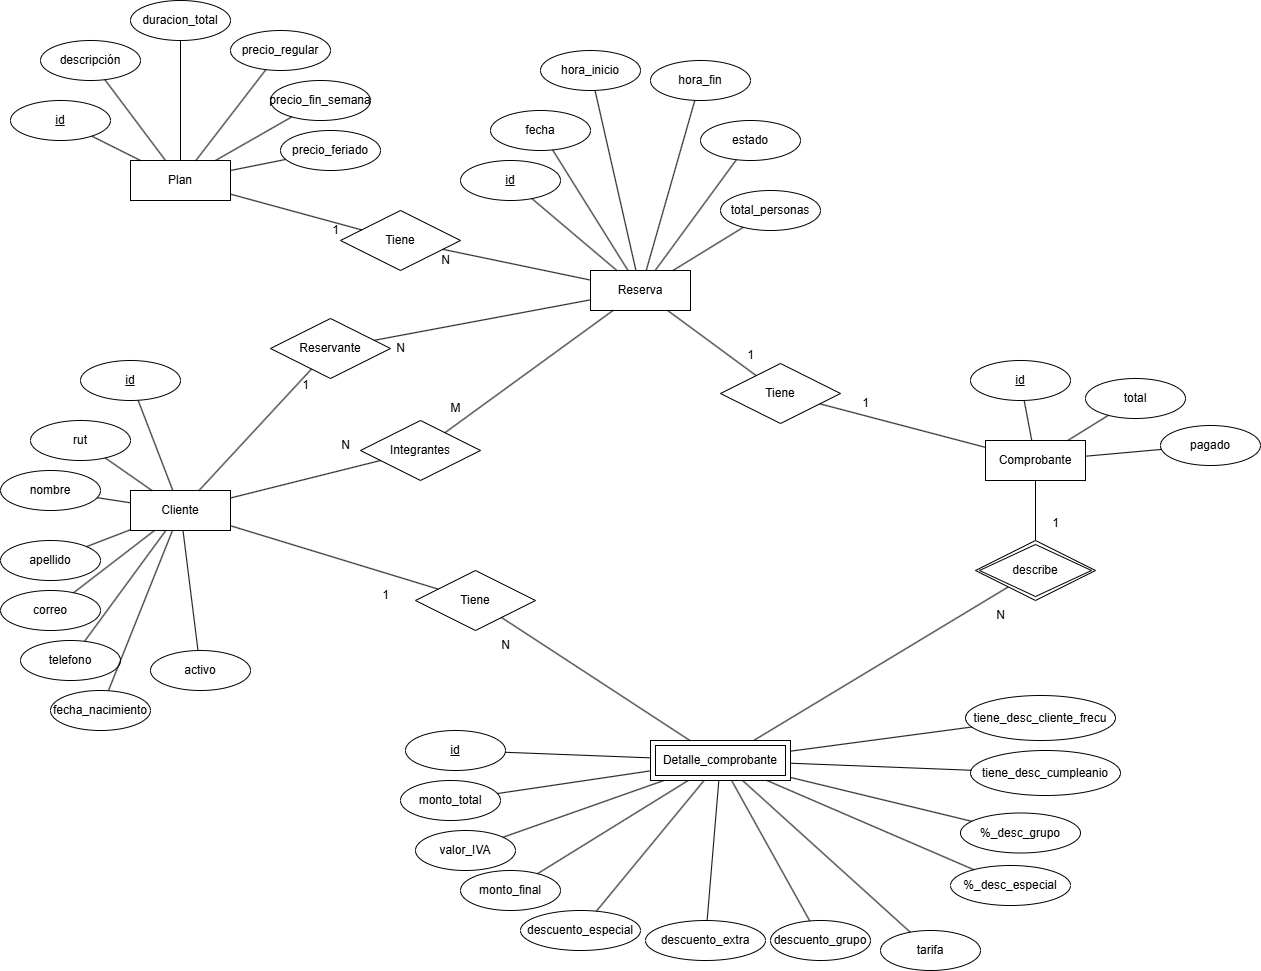 duracion_total
descripción
precio_regular
precio_fin_semana
id
precio_feriado
Plan
hora_inicio
hora_fin
fecha
estado
id
total_personas
1
Tiene
N
Reserva
Reservante
N
1
1
Tiene
1
id
total
pagado
Comprobante
id
rut
nombre
Cliente
apellido
correo
telefono
fecha_nacimiento
activo
M
N
Integrantes
1
describe
N
1
Tiene
N
tiene_desc_cliente_frecu
id
Detalle_comprobante
tiene_desc_cumpleanio
monto_total
%_desc_grupo
valor_IVA
%_desc_especial
monto_final
descuento_especial
descuento_extra
descuento_grupo
tarifa